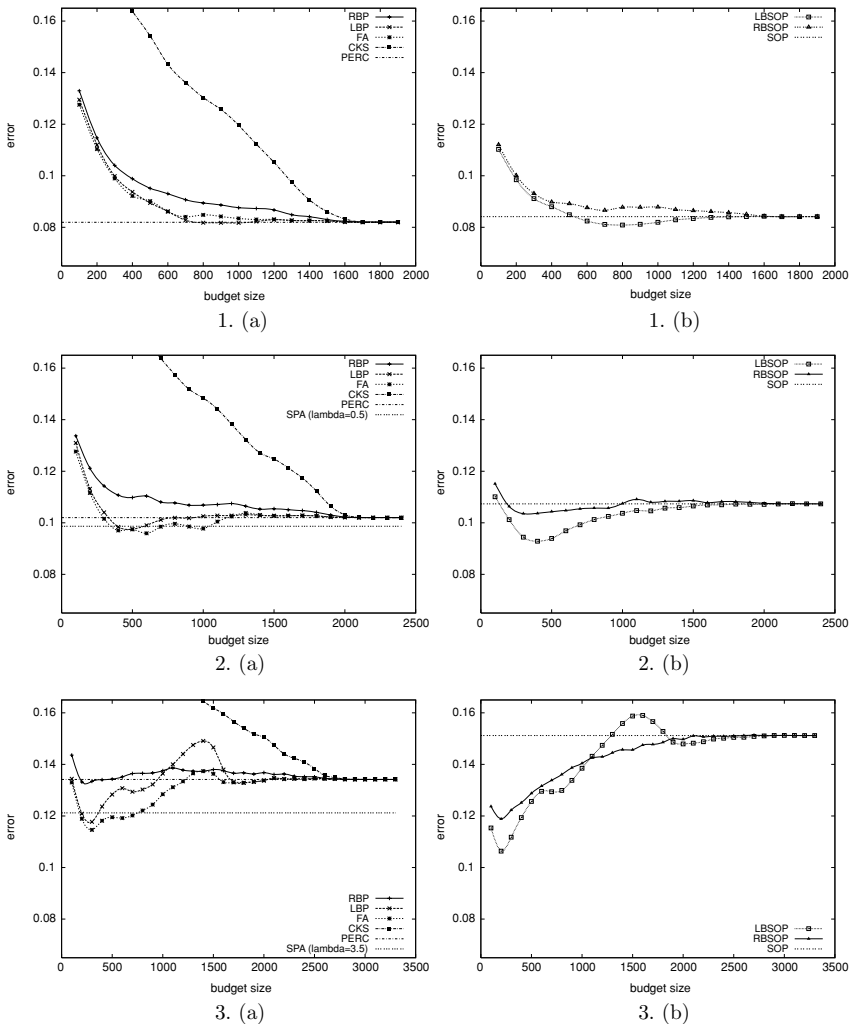 RBP
LBP
FA
CKS
PERC
0.16
0.14
0.12
0.1
0.08
error
0 200 400 600 800 1000 1200 1400 1600 1800 2000
budget size
1. (a)
LBSOP
RBSOP
SOP
0.16
0.14
0.12
0.1
0.08
error
0 200 400 600 800 1000 1200 1400 1600 1800 2000
budget size
1. (b)
RBP
LBP
FA
CKS
PERC
SPA (lambda=0.5)
0.16
0.14
0.12
0.1
0.08
error
0 500 1000 1500 2000 2500
budget size
2. (a)
LBSOP
RBSOP
SOP
0.16
0.14
0.12
0.1
0.08
error
0 500 1000 1500 2000 2500
budget size
2. (b)
0.16
0.14
0.12
0.1
0.08
error
RBP
LBP
FA
CKS
PERC
SPA (lambda=3.5)
0 500 1000 1500 2000 2500 3000 3500
budget size
3. (a)
0.16
0.14
0.12
0.1
0.08
error
LBSOP
RBSOP
SOP
0 500 1000 1500 2000 2500 3000 3500
budget size
3. (b)